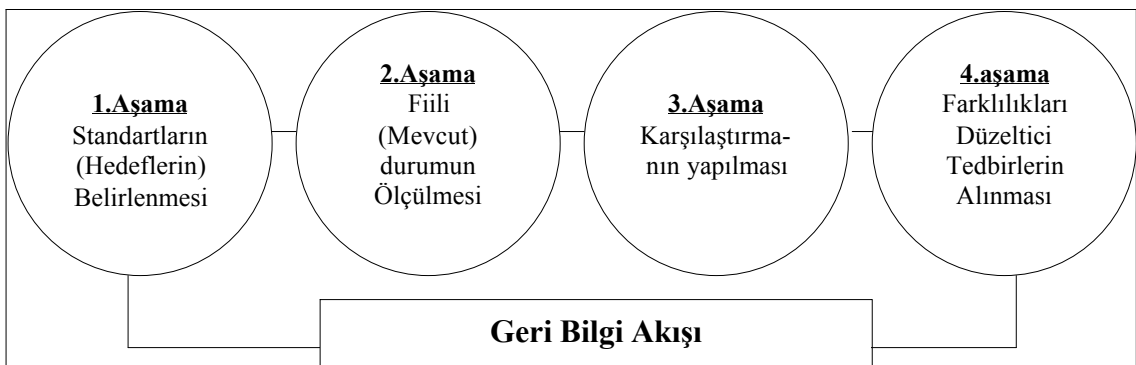 1.Aşama
Standartların
(Hedeflerin)
Belirlenmesi
2.Aşama
Fiili
(Mevcut)
durumun
Ölçülmesi
3.Aşama
Karşılaştırma-
nın yapılması
4.aşama
Farklılıkları
Düzeltici
Tedbirlerin
Alınması
Geri Bilgi Akışı